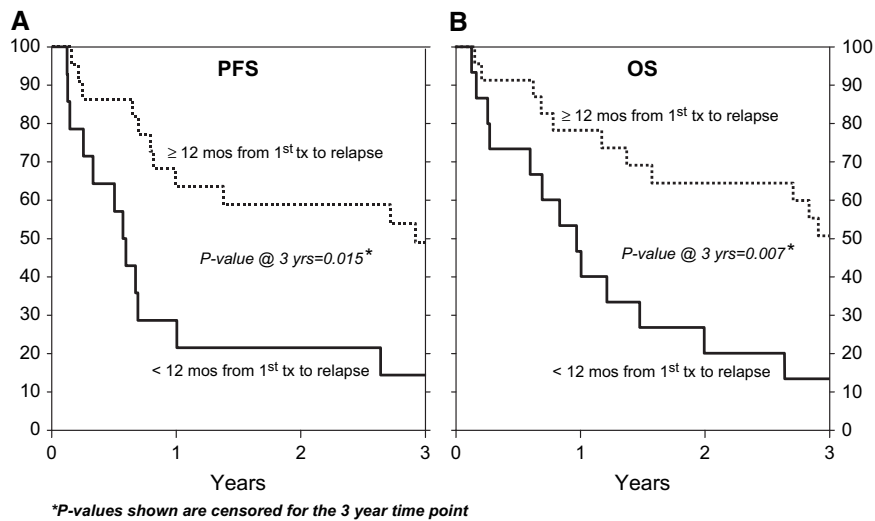 A
B
PFS
OS
100
90
80
70
60
50
40
30
20
10
0
≥ 12 mos from 1st tx to relapse
P-value @ 3 yrs=0.015*
< 12 mos from 1st tx to relapse
0
1
2
3
Years
≥ 12 mos from 1st tx to relapse
P-value @ 3 yrs=0.007*
< 12 mos from 1st tx to relapse
100
90
80
70
60
50
40
30
20
10
0
0
1
2
3
Years
*P-values shown are censored for the 3 year time point